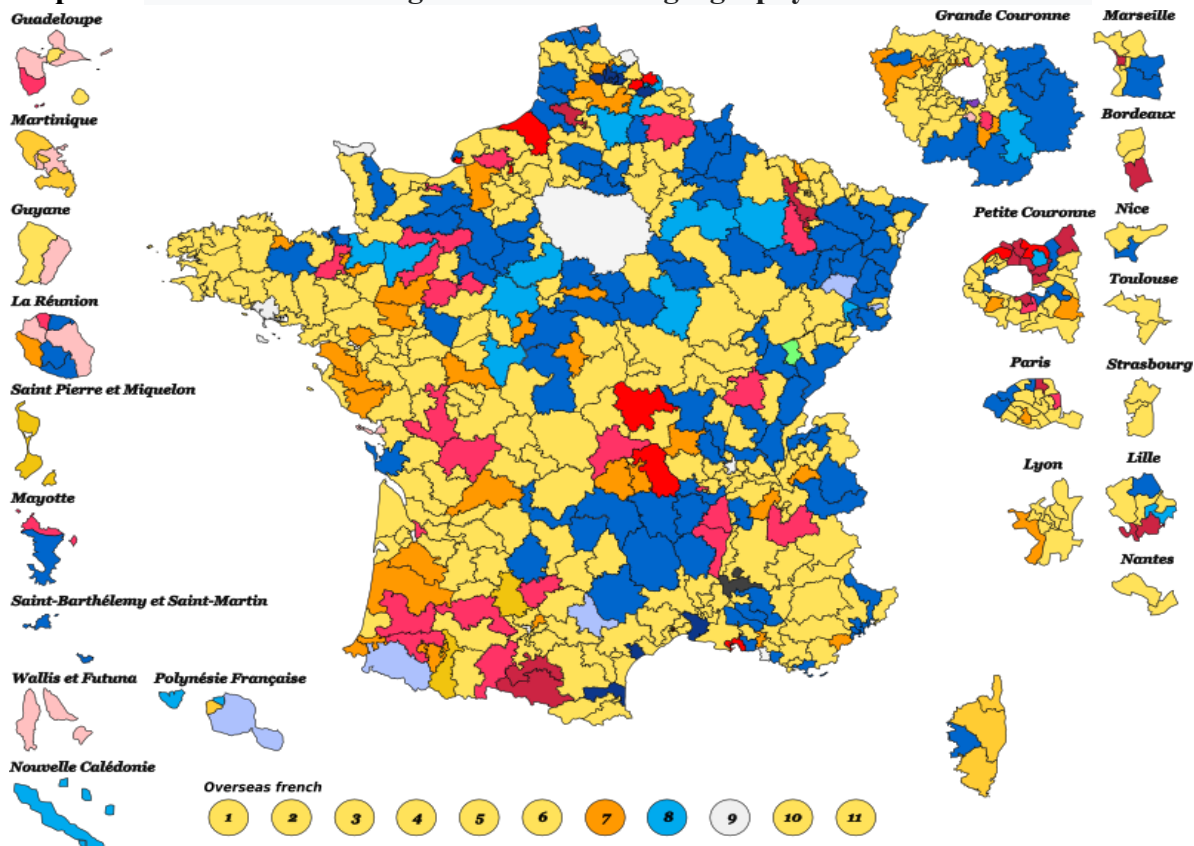 Guadeloupe
Grande Couronne
Marseille
Martinique
Bordeaux
Guyane
Petite Couronne
Nice
Toulouse
La Réunion
Paris
Strasbourg
Saint Pierre et Miquelon
Lyon
Lille
Mayotte
Nantes
Saint-Barthélemy et Saint-Martin
Wallis et Futuna
Polynésie Française
Nouvelle Calédonie
Overseas french
1 2 3 4 5 6 7 8 9 10 11